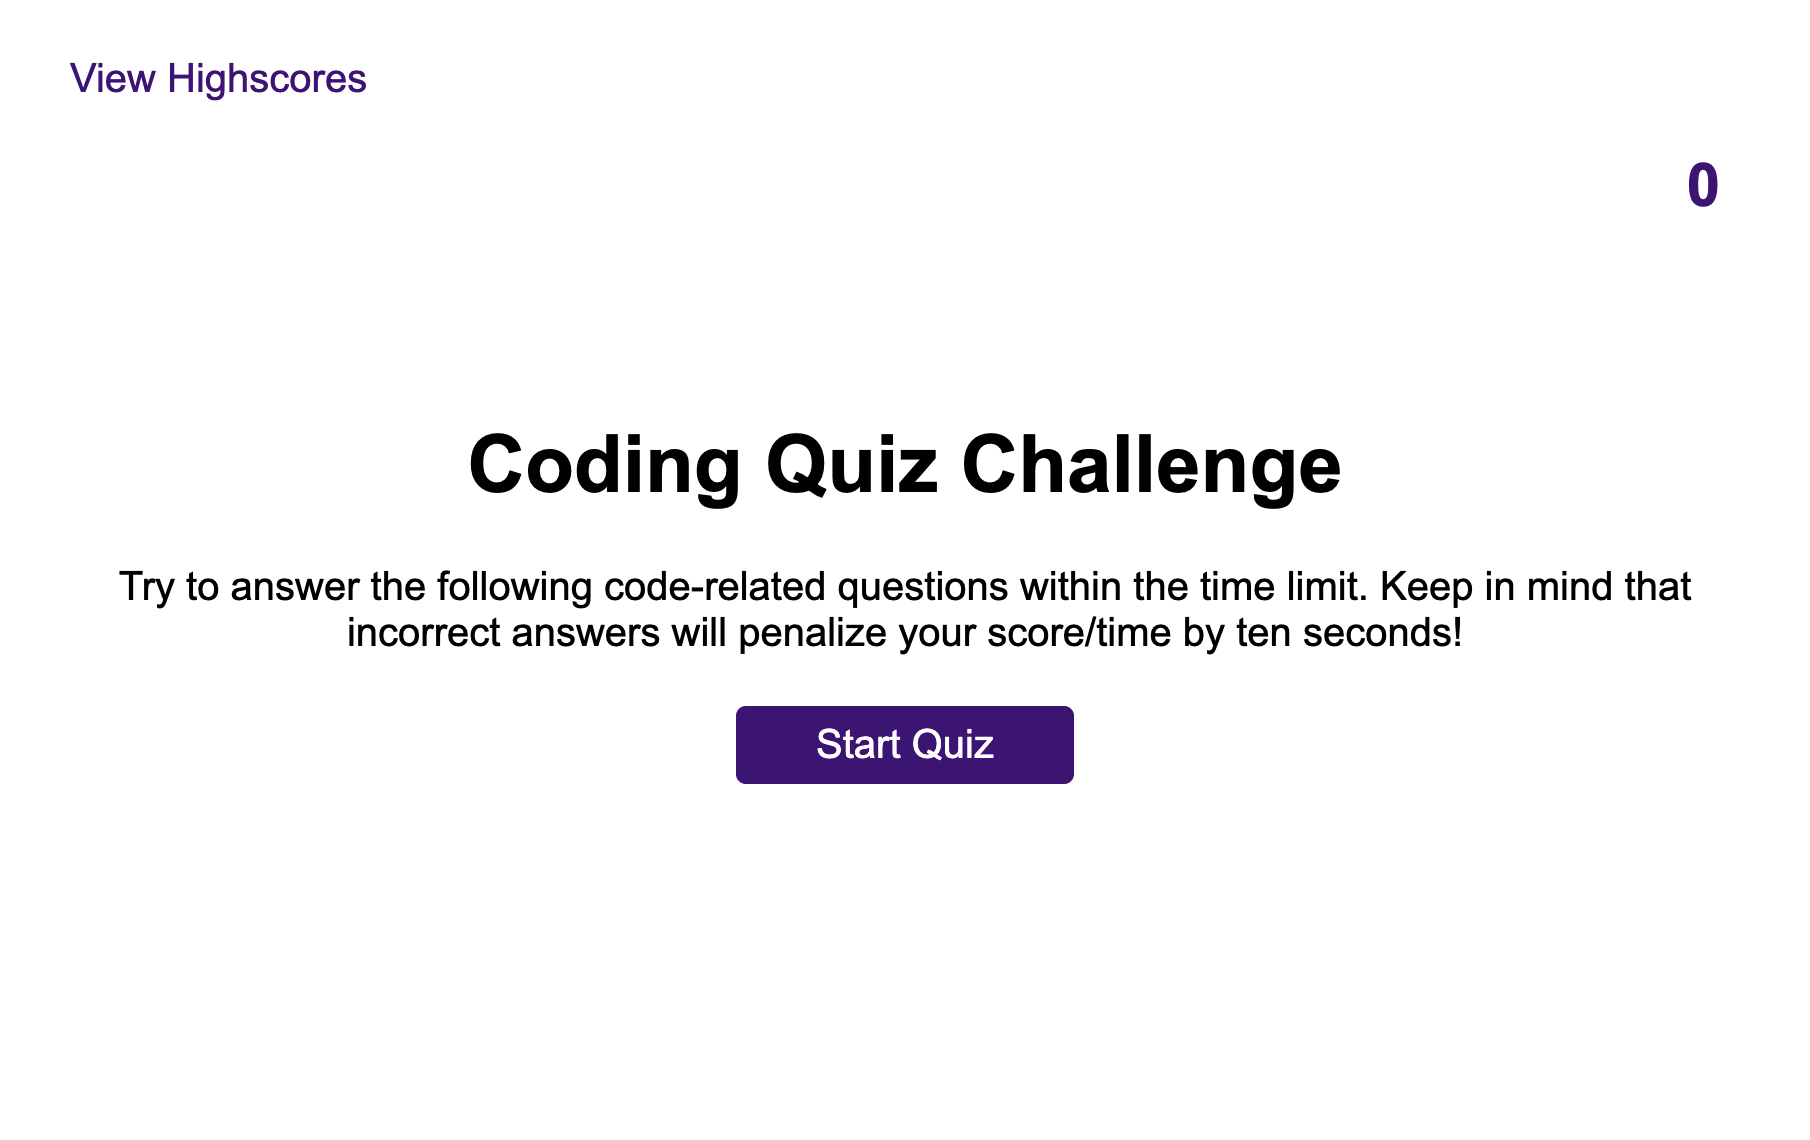 View Highscores
0
Coding Quiz Challenge
Try to answer the following code-related questions within the time limit. Keep in mind that
incorrect answers will penalize your score/time by ten seconds!
Start Quiz